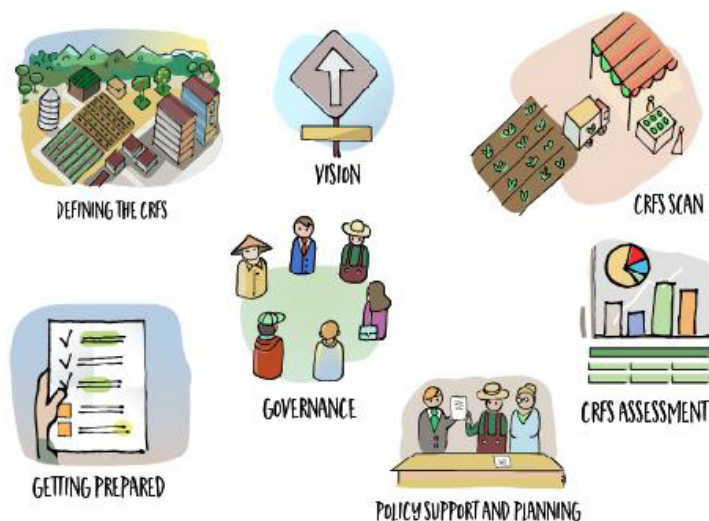 DEFINING THE CRFS
VISION
CRFS SCAN
GOVERNANCE
CRFS ASSESSMENT
GETTING PREPARED
POLICY SUPPORT AND PLANNING